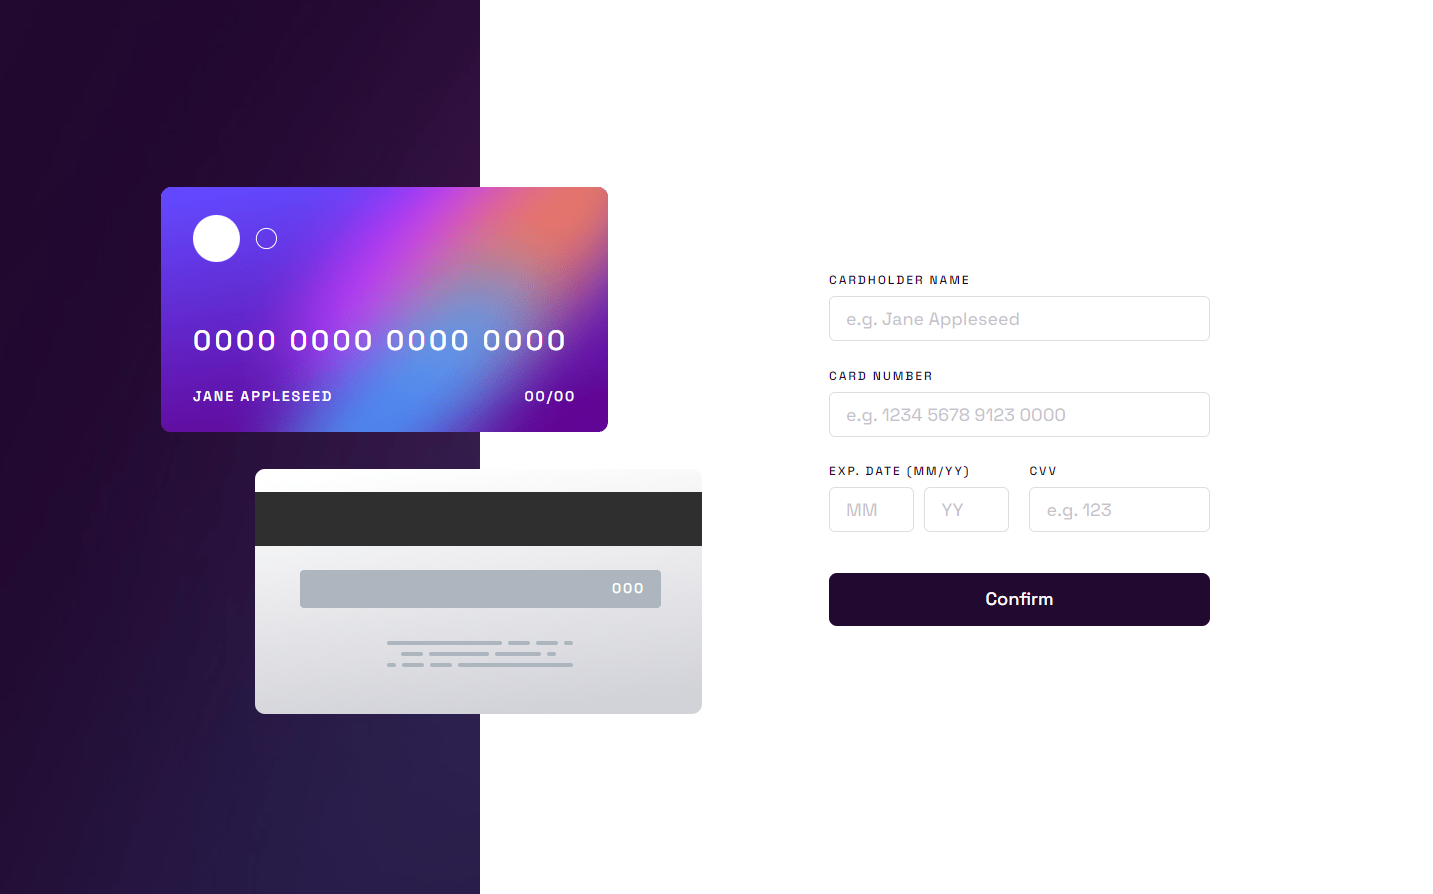 0000 0000 0000 0000
JANE APPLESEED 00/00
000
CARDHOLDER NAME
e.g. Jane Appleseed
CARD NUMBER
e.g. 1234 5678 9123 0000
EXP. DATE (MM/YY) CVV
MM YY e.g. 123
Confirm